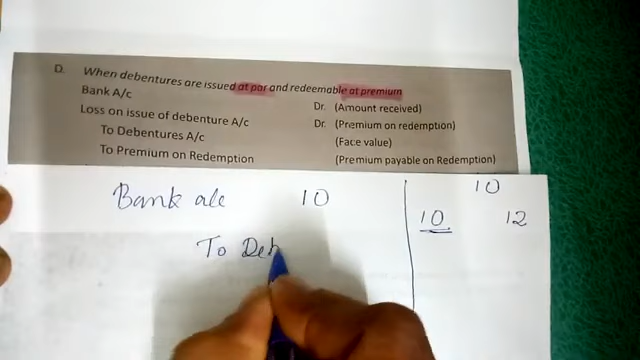 D. When debentures are issued at par and redeemable at premium
Bank A/c Dr. (Amount received)
Loss on issue of debenture A/c Dr. (Premium on redemption)
To Debentures A/c (Face value)
To Premium on Redemption (Premium payable on Redemption)
10
Bank a/c 10
10 12
To Deb